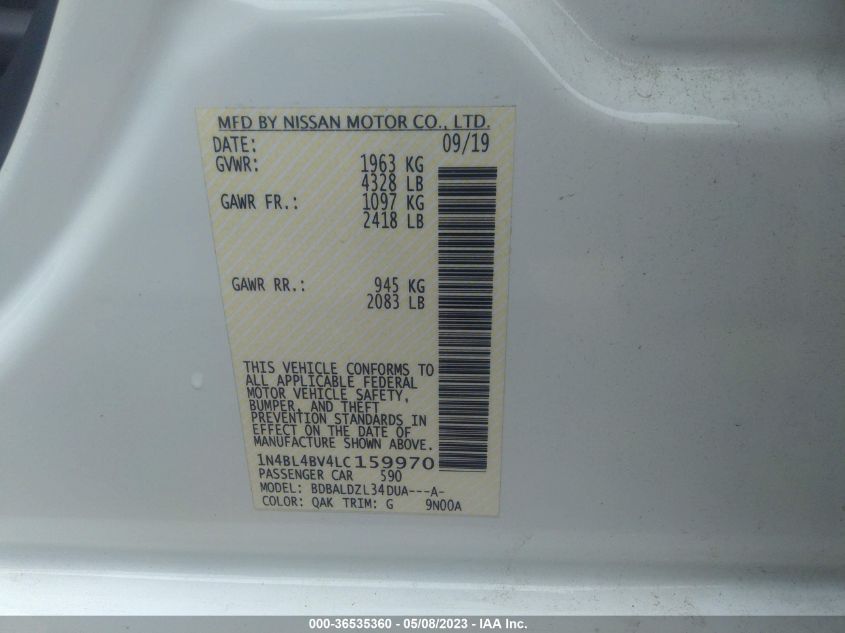 MFD BY NISSAN MOTOR CO., LTD.
DATE: 09/19
GVWR: 1963 KG
4328 LB
GAWR FR.: 1097 KG
2418 LB
GAWR RR.: 945 KG
2083 LB
THIS VEHICLE CONFORMS TO
ALL APPLICABLE FEDERAL
MOTOR VEHICLE SAFETY,
BUMPER, AND THEFT
PREVENTION STANDARDS IN
EFFECT ON THE DATE OF
MANUFACTURE SHOWN ABOVE.
1N4BL4BV4LC159970
PASSENGER CAR 590
MODEL: BDBALDZL34DUA---A-
COLOR: QAK TRIM: G 9N00A
000-36535360 - 05/08/2023 - IAA Inc.